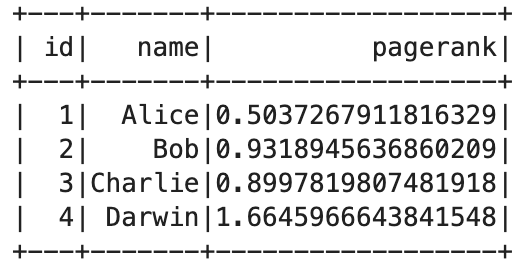 +---+-------+------------------+
| id|   name|          pagerank|
+---+-------+------------------+
|  1|  Alice|0.5037267911816329|
|  2|    Bob|0.9318945636860209|
|  3|Charlie|0.8997819807481918|
|  4| Darwin|1.6645966643841548|
+---+-------+------------------+